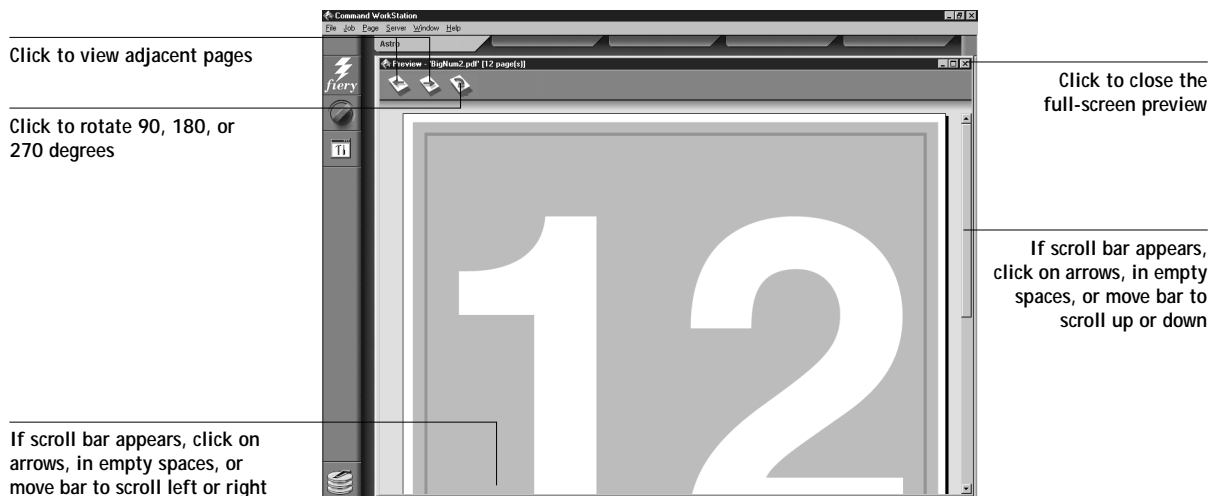 Command WorkStation
File Job Page Server Window Help
Astro
Preview - 'BigNum2.pdf' [12 page(s)]
fiery
12
Click to view adjacent pages
Click to rotate 90, 180, or
270 degrees
If scroll bar appears, click on
arrows, in empty spaces, or
move bar to scroll left or right
Click to close the
full-screen preview
If scroll bar appears,
click on arrows, in empty
spaces, or move bar to
scroll up or down